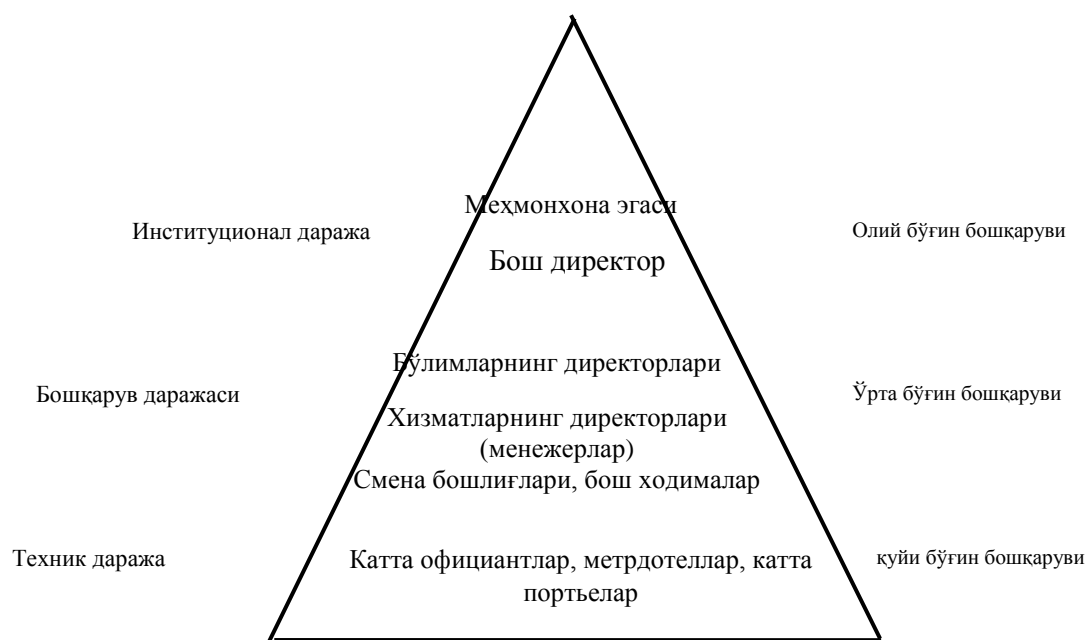 Меҳмонхона эгаси
Институционал даража
Олий бўғин бошқаруви
Бош директор
Бўлимларнинг директорлари
Бошқарув даражаси
Ўрта бўғин бошқаруви
Хизматларнинг директорлари
(менежерлар)
Смена бошлиғлари, бош ходималар
Техник даража
Катта официантлар, метрдотеллар, катта
портьелар
қуйи бўғин бошқаруви